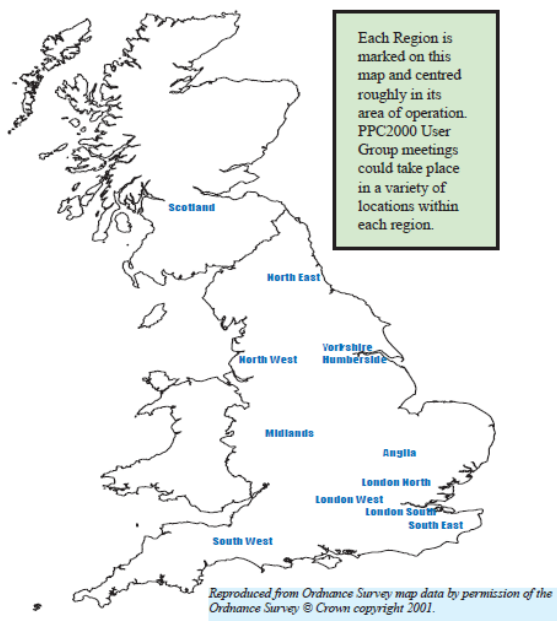 Each Region is
marked on this
map and centred
roughly in its
area of operation.
PPC2000 User
Group meetings
could take place
in a variety of
locations within
each region.
Scotland
North East
Yorkshire
Humberside
North West
Midlands
Anglia
London North
London West
London South
South East
South West
Reproduced from Ordnance Survey map data by permission of the
Ordnance Survey © Crown copyright 2001.